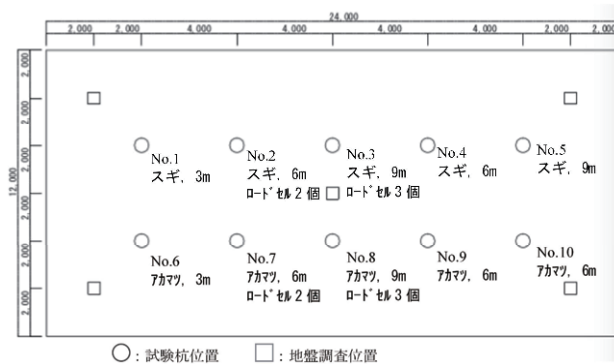 24,000
2,000 2,000 4,000 4,000 4,000 4,000 2,000 2,000
12,000
2,000
2,000
2,000
2,000
2,000
2,000
No.1
スギ, 3m
No.2
スギ, 6m
ロードセル 2 個
No.3
スギ, 9m
ロードセル 3 個
No.4
スギ, 6m
No.5
スギ, 9m
No.6
アカマツ, 3m
No.7
アカマツ, 6m
ロードセル 2 個
No.8
アカマツ, 9m
ロードセル 3 個
No.9
アカマツ, 6m
No.10
アカマツ, 6m
○ : 試験杭位置 □ : 地盤調査位置